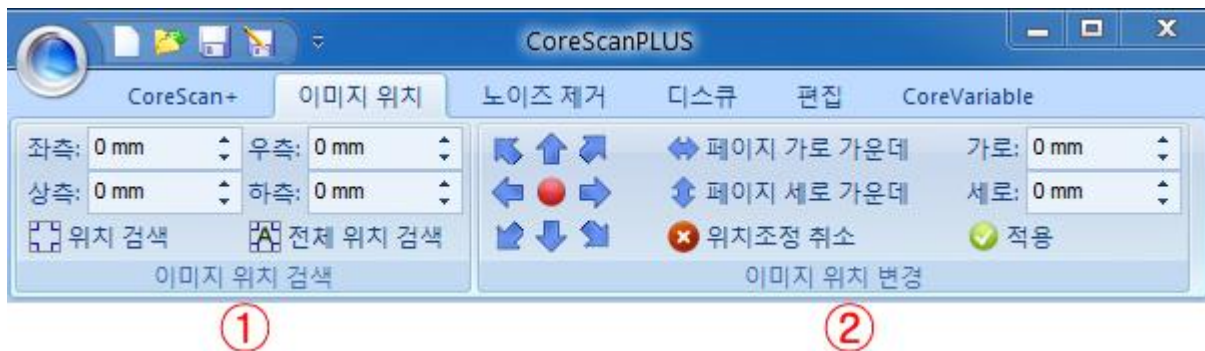 CoreScanPLUS
CoreScan+ 이미지 위치 노이즈 제거 디스큐 편집 CoreVariable
좌측: 0 mm 우측: 0 mm
상측: 0 mm 하측: 0 mm
위치 검색 A 전체 위치 검색
이미지 위치 검색
페이지 가로 가운데 가로: 0 mm
페이지 세로 가운데 세로: 0 mm
위치조정 취소 적용
이미지 위치 변경
① ②